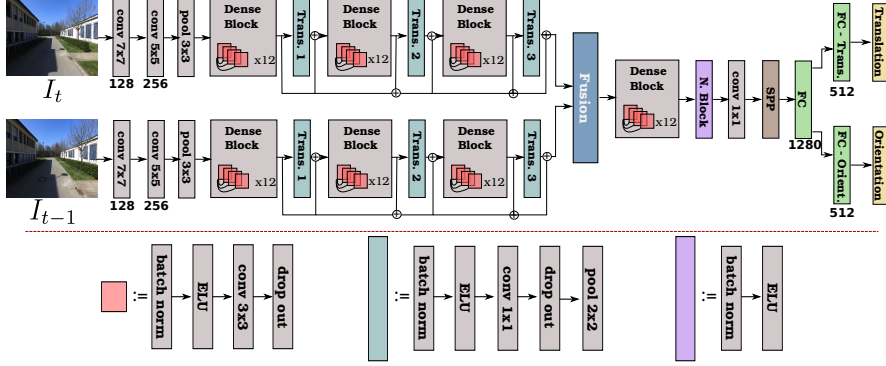 conv 7x7
128
conv 5x5
256
pool 3x3
Dense
Block
x12
Trans. 1
Dense
Block
x12
Trans. 2
Dense
Block
x12
Trans. 3
I_t
Fusion
Dense
Block
x12
N. Block
conv 1x1
SPP
FC
1280
FC - Trans.
512
Translation
FC - Orient.
512
Orientation
conv 7x7
128
conv 5x5
256
pool 3x3
Dense
Block
x12
Trans. 1
Dense
Block
x12
Trans. 2
Dense
Block
x12
Trans. 3
I_{t-1}
:=
batch norm
ELU
conv 3x3
drop out
:=
batch norm
ELU
conv 1x1
drop out
pool 2x2
:=
batch norm
ELU